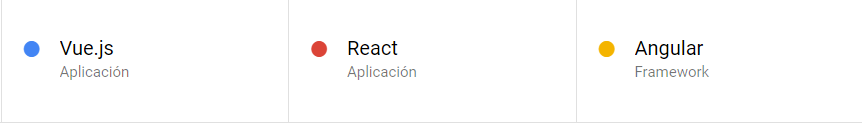 Vue.js
Aplicación
React
Aplicación
Angular
Framework